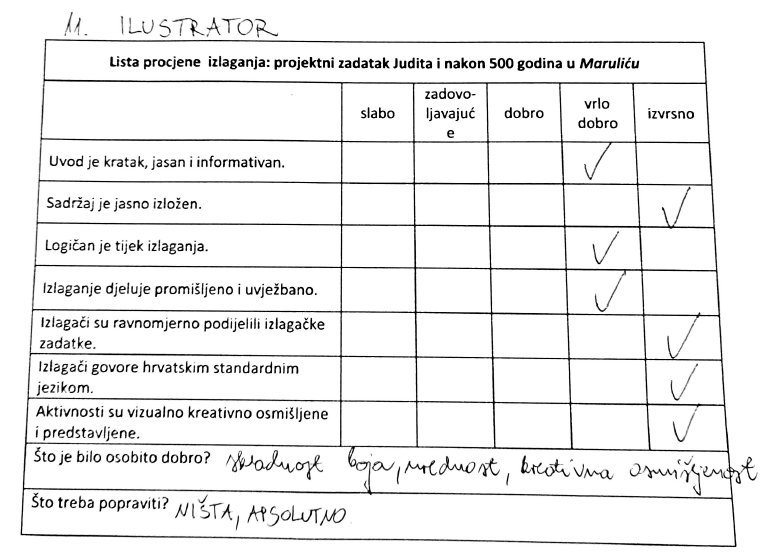 11. ILUSTRATOR
Lista procjene izlaganja: projektni zadatak Judita i nakon 500 godina u Maruliću
slabo
zadovo-
ljavajuć
e
dobro
vrlo
dobro
izvrsno
Uvod je kratak, jasan i informativan. ✓
Sadržaj je jasno izložen. ✓
Logičan je tijek izlaganja. ✓
Izlaganje djeluje promišljeno i uvježbano. ✓
Izlagači su ravnomjerno podijelili izlagačke
zadatke. ✓
Izlagači govore hrvatskim standardnim
jezikom. ✓
Aktivnosti su vizualno kreativno osmišljene
i predstavljene. ✓
Što je bilo osobito dobro? skladnost boja, urednost, kreativna osmišljenost
Što treba popraviti? NIŠTA, APSOLUTNO